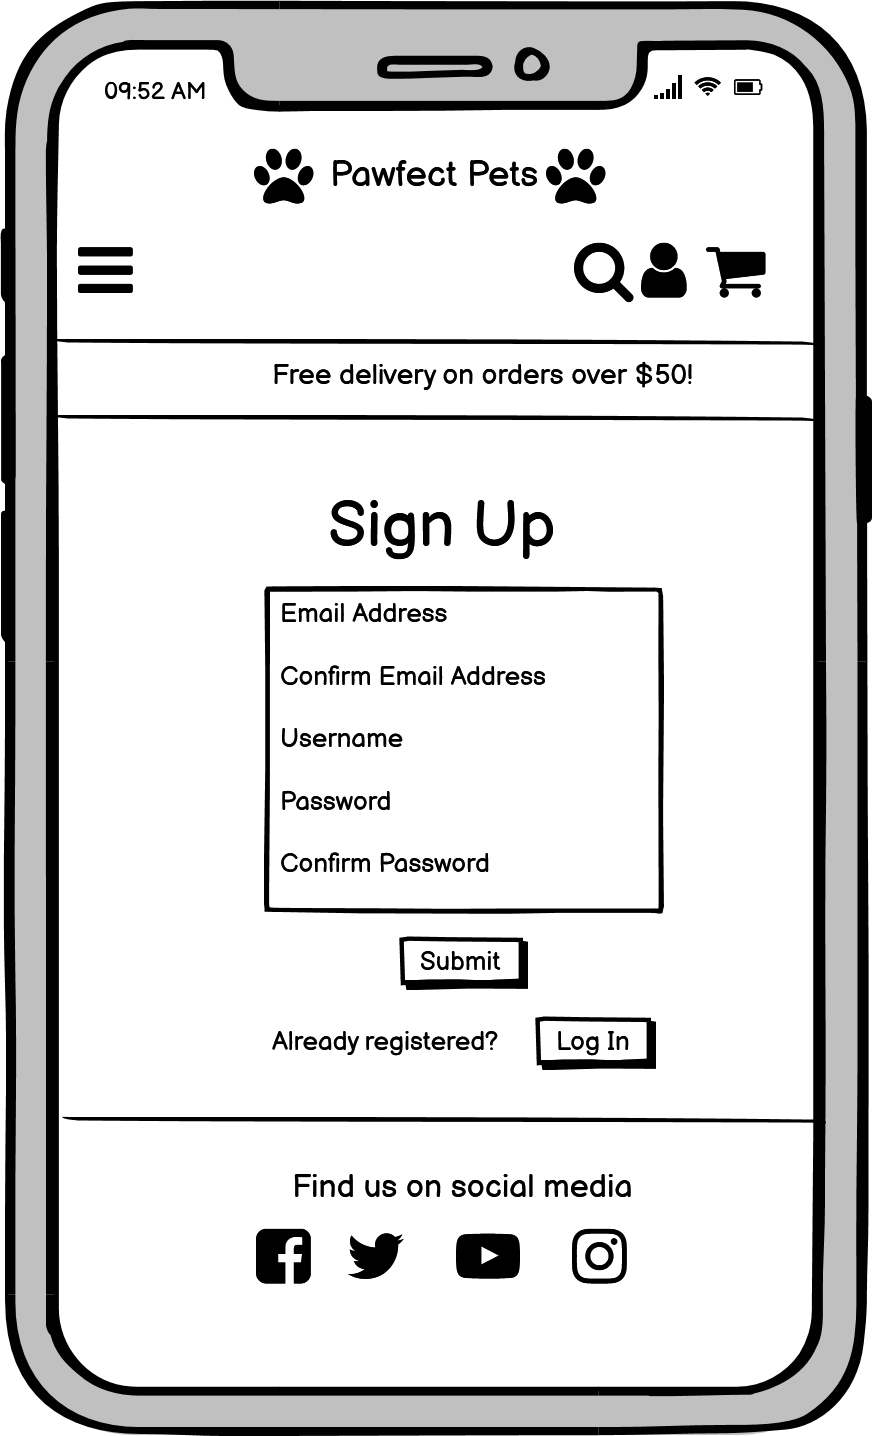 09:52 AM
Pawfect Pets
Free delivery on orders over $50!
Sign Up
Email Address
Confirm Email Address
Username
Password
Confirm Password
Submit
Already registered? Log In
Find us on social media